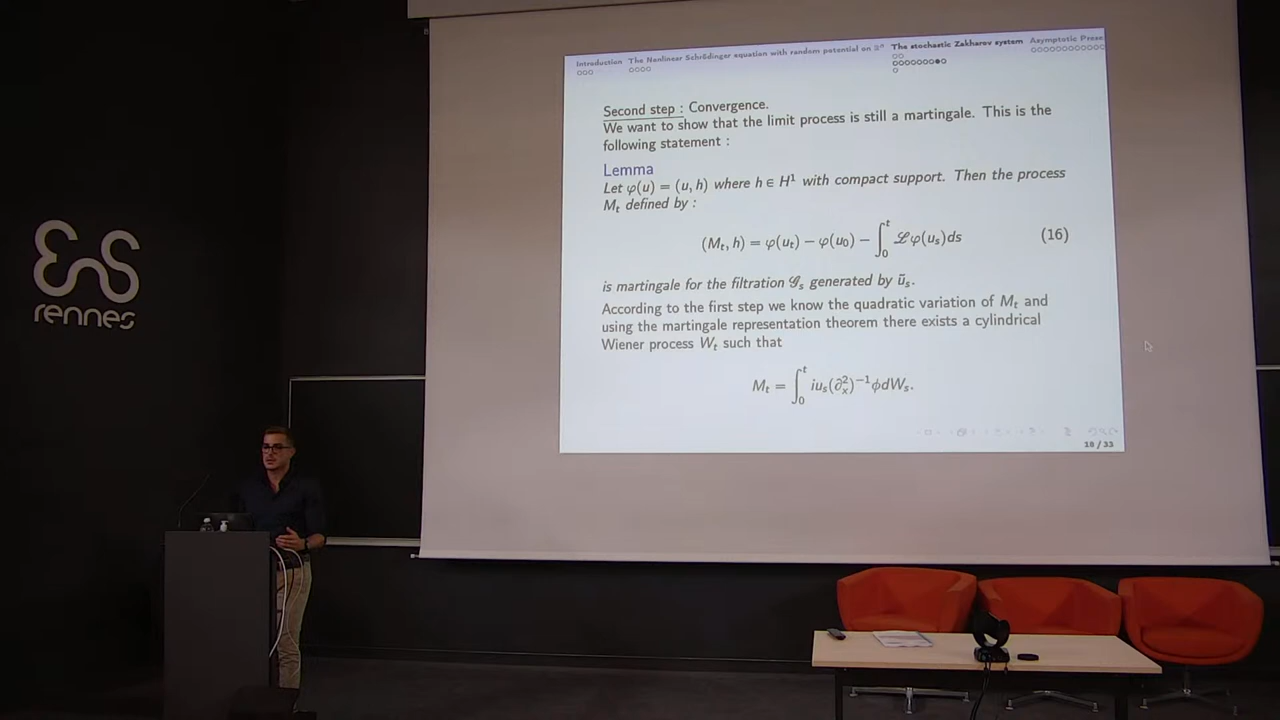 ens
rennes
Introduction The Nonlinear Schrödinger equation with random potential on ℝᵈ The stochastic Zakharov system Asymptotic Prese
Second step : Convergence.
We want to show that the limit process is still a martingale. This is the
following statement :
Lemma
Let φ(u) = (u, h) where h ∈ H¹ with compact support. Then the process
Mₜ defined by :
(Mₜ, h) = φ(uₜ) − φ(u₀) − ∫₀ᵗ ℒφ(uₛ)ds (16)
is martingale for the filtration 𝒢ₛ generated by ũₛ.
According to the first step we know the quadratic variation of Mₜ and
using the martingale representation theorem there exists a cylindrical
Wiener process Wₜ such that
Mₜ = ∫₀ᵗ iuₛ(∂ₓ²)⁻¹ϕdWₛ.
18 / 33